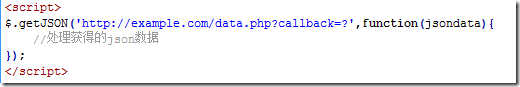 <script>
$.getJSON('http://example.com/data.php?callback=?',function(jsondata){
//处理获得的json数据
});
</script>